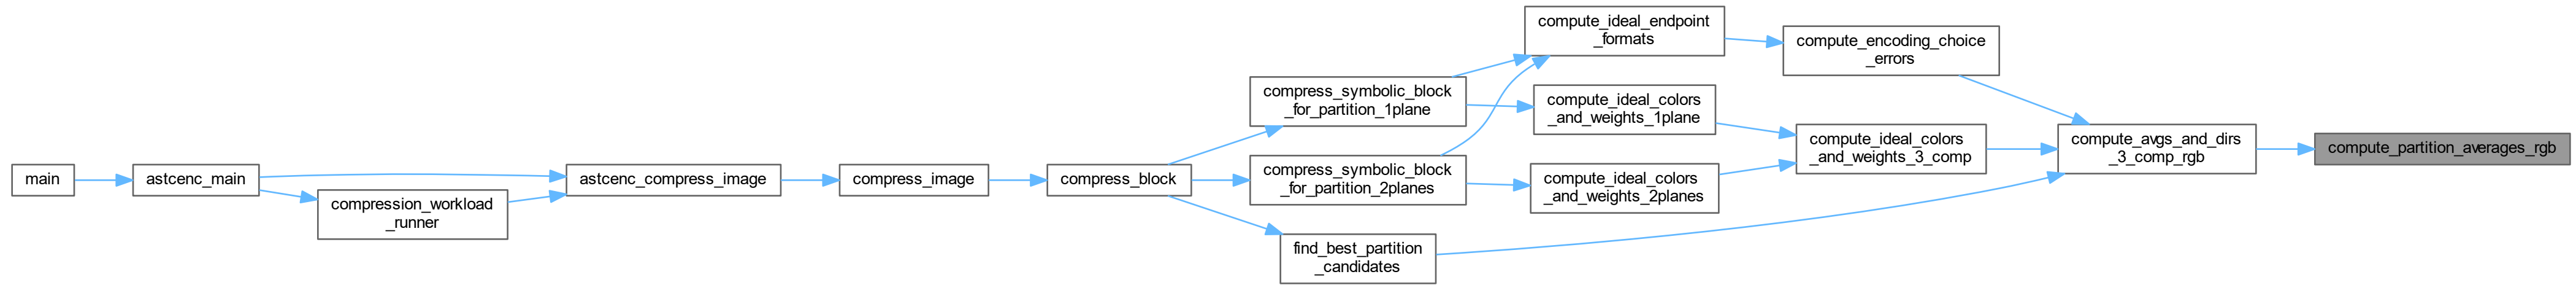 main
astcenc_main
compression_workload
_runner
astcenc_compress_image
compress_image
compress_block
compress_symbolic_block
_for_partition_1plane
compress_symbolic_block
_for_partition_2planes
find_best_partition
_candidates
compute_ideal_endpoint
_formats
compute_ideal_colors
_and_weights_1plane
compute_ideal_colors
_and_weights_2planes
compute_encoding_choice
_errors
compute_ideal_colors
_and_weights_3_comp
compute_avgs_and_dirs
_3_comp_rgb
compute_partition_averages_rgb